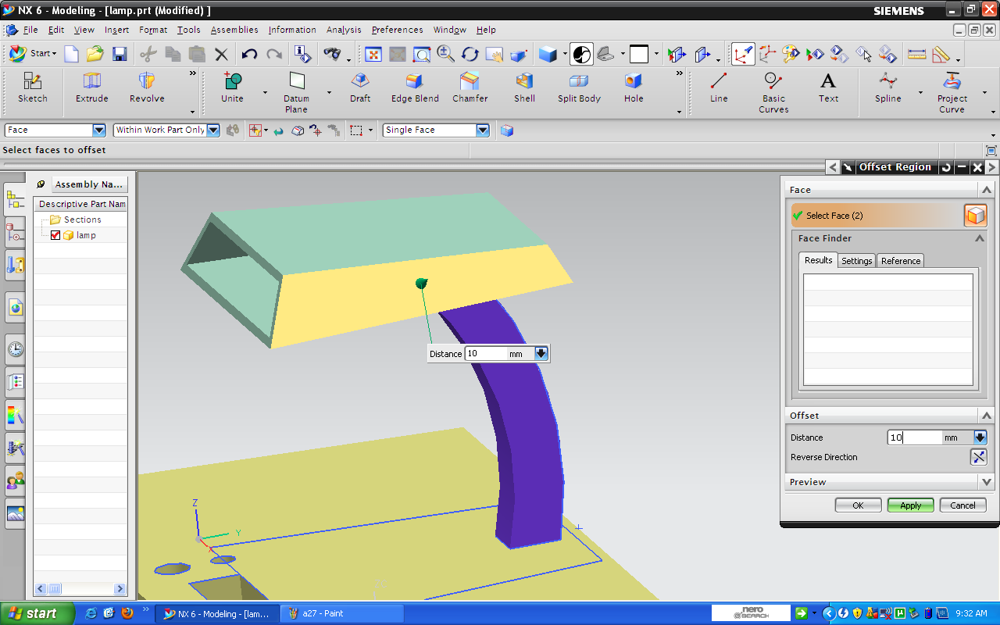 NX 6 - Modeling - [lamp.prt (Modified) ]
SIEMENS
File Edit View Insert Format Tools Assemblies Information Analysis Preferences Window Help
Start
Sketch Extrude Revolve Unite Datum Plane Draft Edge Blend Chamfer Shell Split Body Hole Line Basic Curves Text Spline Project Curve
Face Within Work Part Only Single Face
Select faces to offset
Offset Region
Assembly Na...
Descriptive Part Nam
Sections
lamp
Face
Select Face (2)
Face Finder
Results Settings Reference
Distance 10 mm
Offset
Distance 10 mm
Reverse Direction
Preview
OK Apply Cancel
Z
Y
X
start
NX 6 - Modeling - [lam...
a27 - Paint
nero
SEARCH
9:32 AM